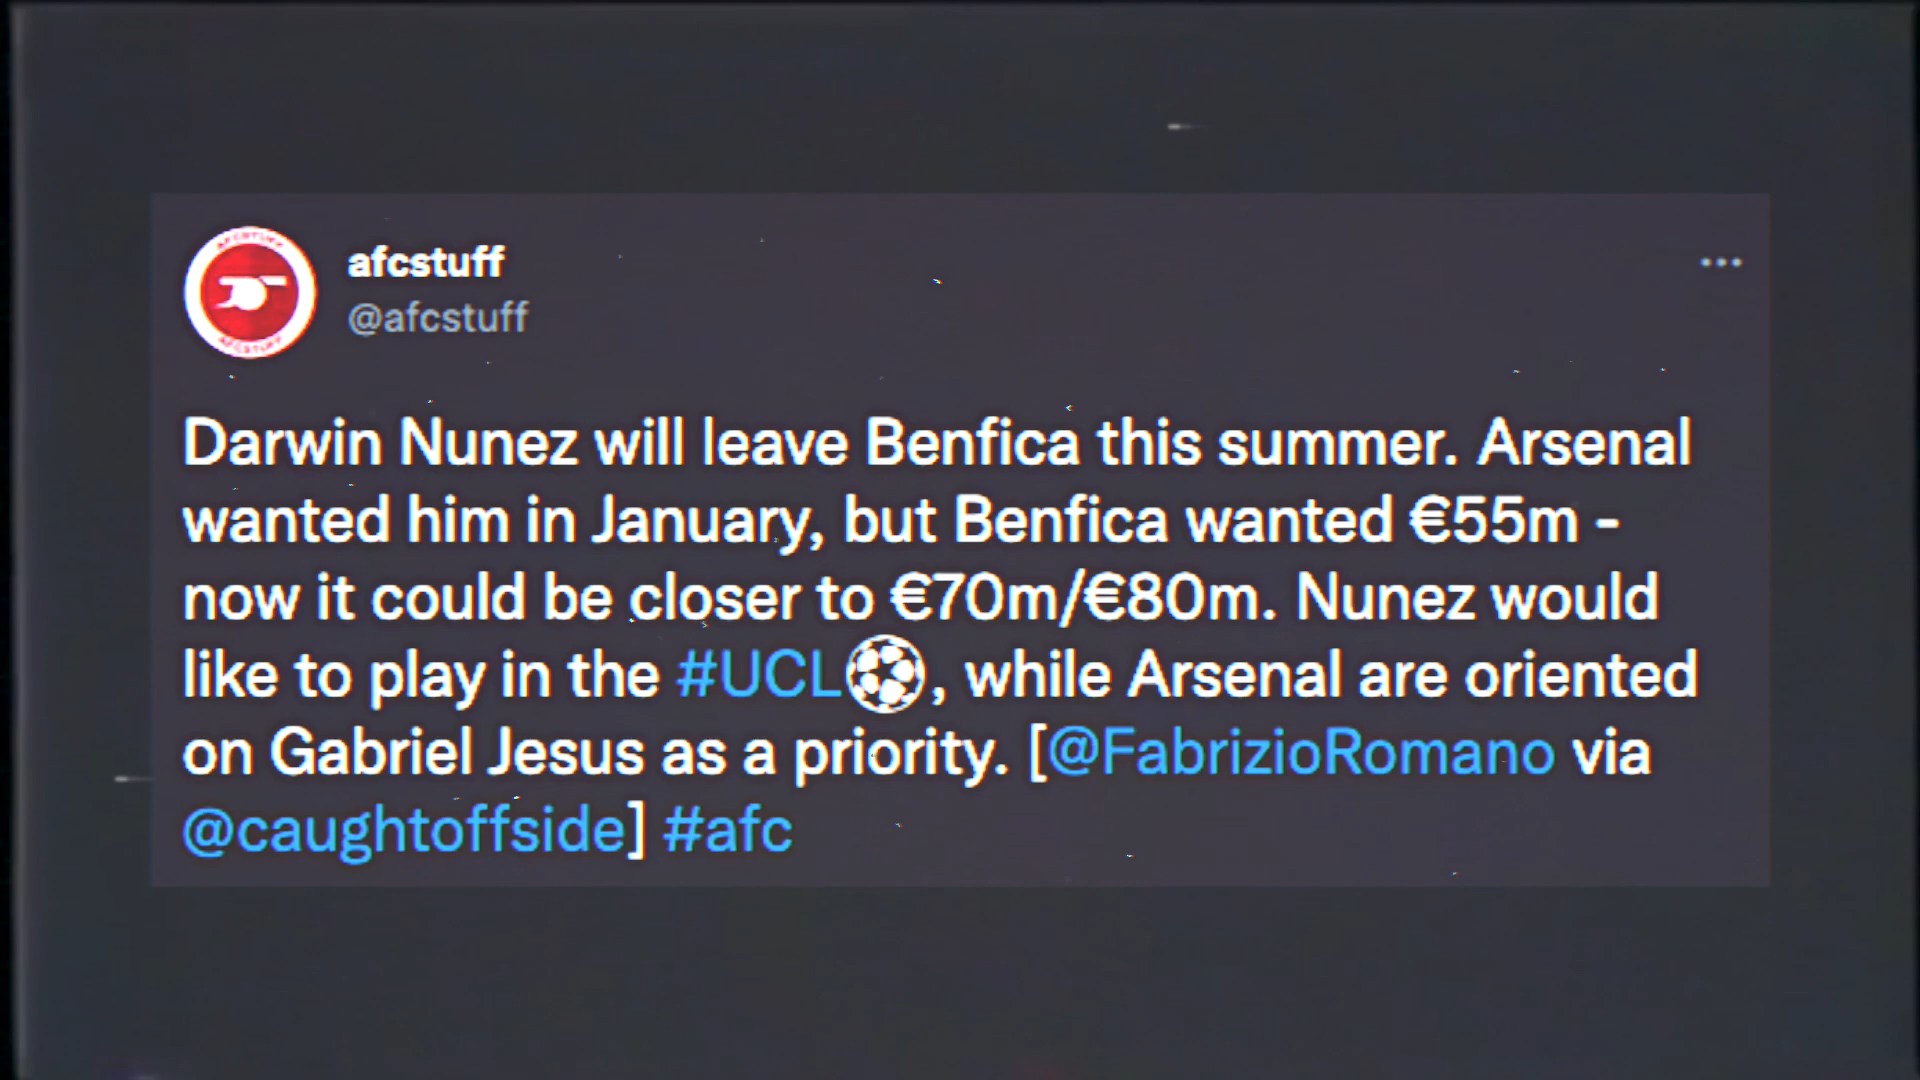 AFCSTUFF
AFCSTUFF
afcstuff
@afcstuff
Darwin Nunez will leave Benfica this summer. Arsenal
wanted him in January, but Benfica wanted €55m -
now it could be closer to €70m/€80m. Nunez would
like to play in the #UCL⚽, while Arsenal are oriented
on Gabriel Jesus as a priority. [@FabrizioRomano via
@caughtoffside] #afc